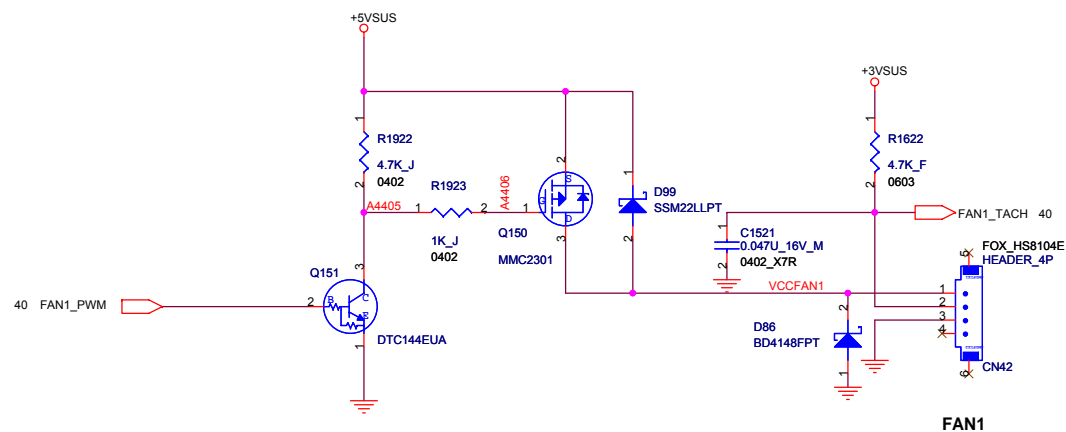 +5VSUS
+3VSUS
1
R1922
4.7K_J
2
0402
A4405
R1923
1
2
1K_J
0402
A4406
1
2
S
G
D
3
Q150
MMC2301
1
D99
SSM22LLPT
2
1
R1622
4.7K_F
2
0603
1
C1521
0.047U_16V_M
2
0402_X7R
FAN1_TACH 40
FOX_HS8104E
HEADER_4P
5
1
2
3
4
6
CN42
VCCFAN1
2
D86
BD4148FPT
1
Q151
3
C
B
E
2
1
DTC144EUA
40 FAN1_PWM
FAN1